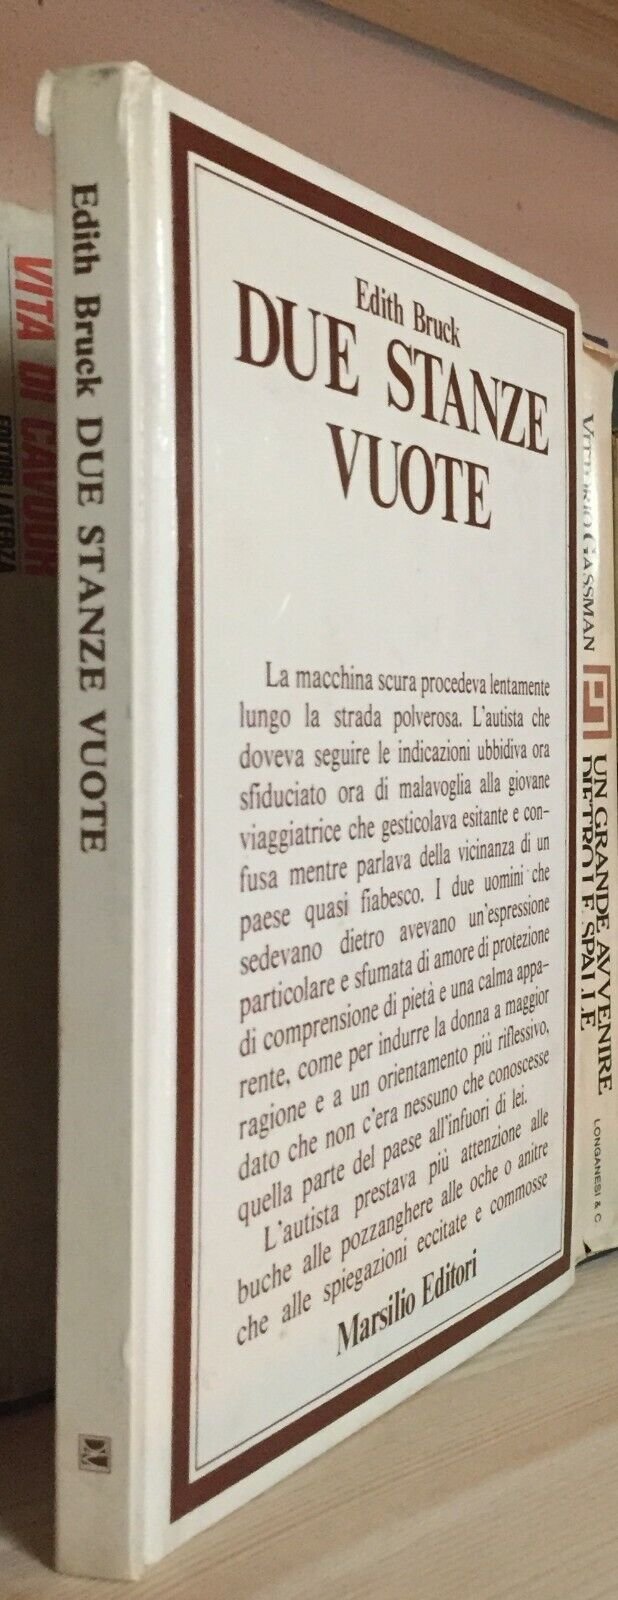 VITA DI CAVOUR
EDITORI LATERZA
Edith Bruck DUE STANZE VUOTE
Edith Bruck
DUE STANZE
VUOTE
La macchina scura procedeva lentamente
lungo la strada polverosa. L'autista che
doveva seguire le indicazioni ubbidiva ora
sfiduciato ora di malavoglia alla giovane
viaggiatrice che gesticolava esitante e con-
fusa mentre parlava della vicinanza di un
paese quasi fiabesco. I due uomini che
sedevano dietro avevano un'espressione
particolare e sfumata di amore di protezione
di comprensione di pietà e una calma appa-
rente, come per indurre la donna a maggior
ragione e a un orientamento più riflessivo,
dato che non c'era nessuno che conoscesse
quella parte del paese all'infuori di lei.
L'autista prestava più attenzione alle
buche alle pozzanghere alle oche o anitre
che alle spiegazioni eccitate e commosse
Marsilio Editori
VITTORIO GASSMAN
UN GRANDE AVVENIRE
DIETRO LE SPALLE
LONGANESI & C